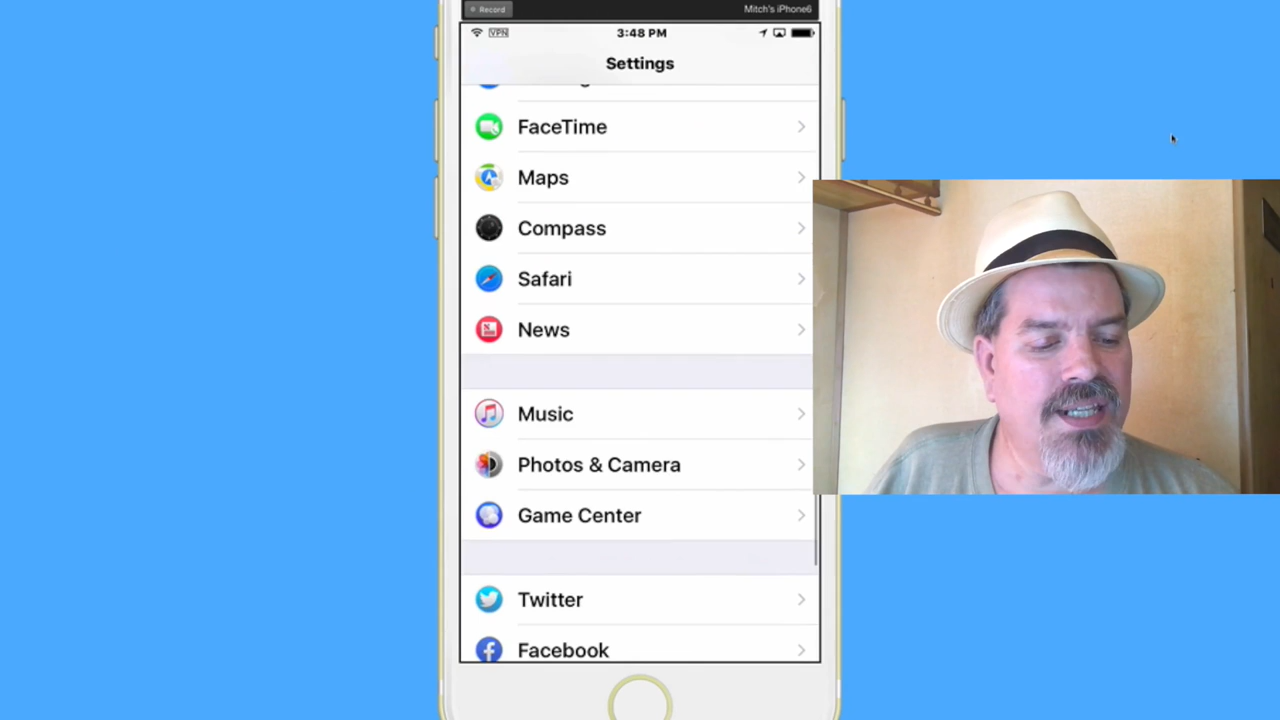 Record
Mitch's iPhone6
VPN
3:48 PM
Settings
FaceTime
Maps
Compass
Safari
News
Music
Photos & Camera
Game Center
Twitter
Facebook